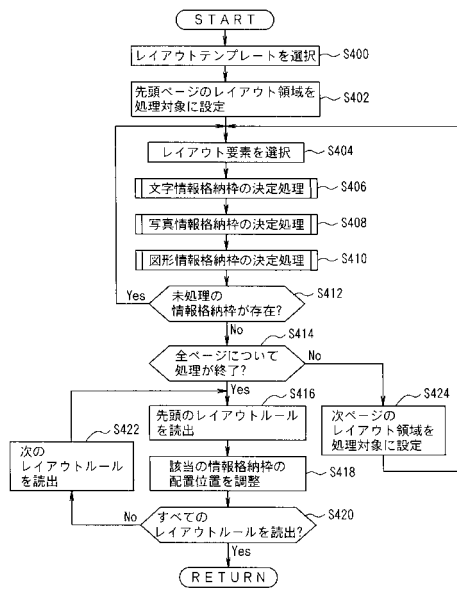 START
レイアウトテンプレートを選択
S400
先頭ページのレイアウト領域を
処理対象に設定
S402
レイアウト要素を選択
S404
文字情報格納枠の決定処理
S406
写真情報格納枠の決定処理
S408
図形情報格納枠の決定処理
S410
未処理の
情報格納枠が存在?
S412
Yes
No
全ページについて
処理が終了?
S414
No
Yes
先頭のレイアウトルール
を読出
S416
次ページの
レイアウト領域を
処理対象に設定
S424
次の
レイアウトルール
を読出
S422
該当の情報格納枠の
配置位置を調整
S418
すべての
レイアウトルールを読出?
S420
No
Yes
RETURN